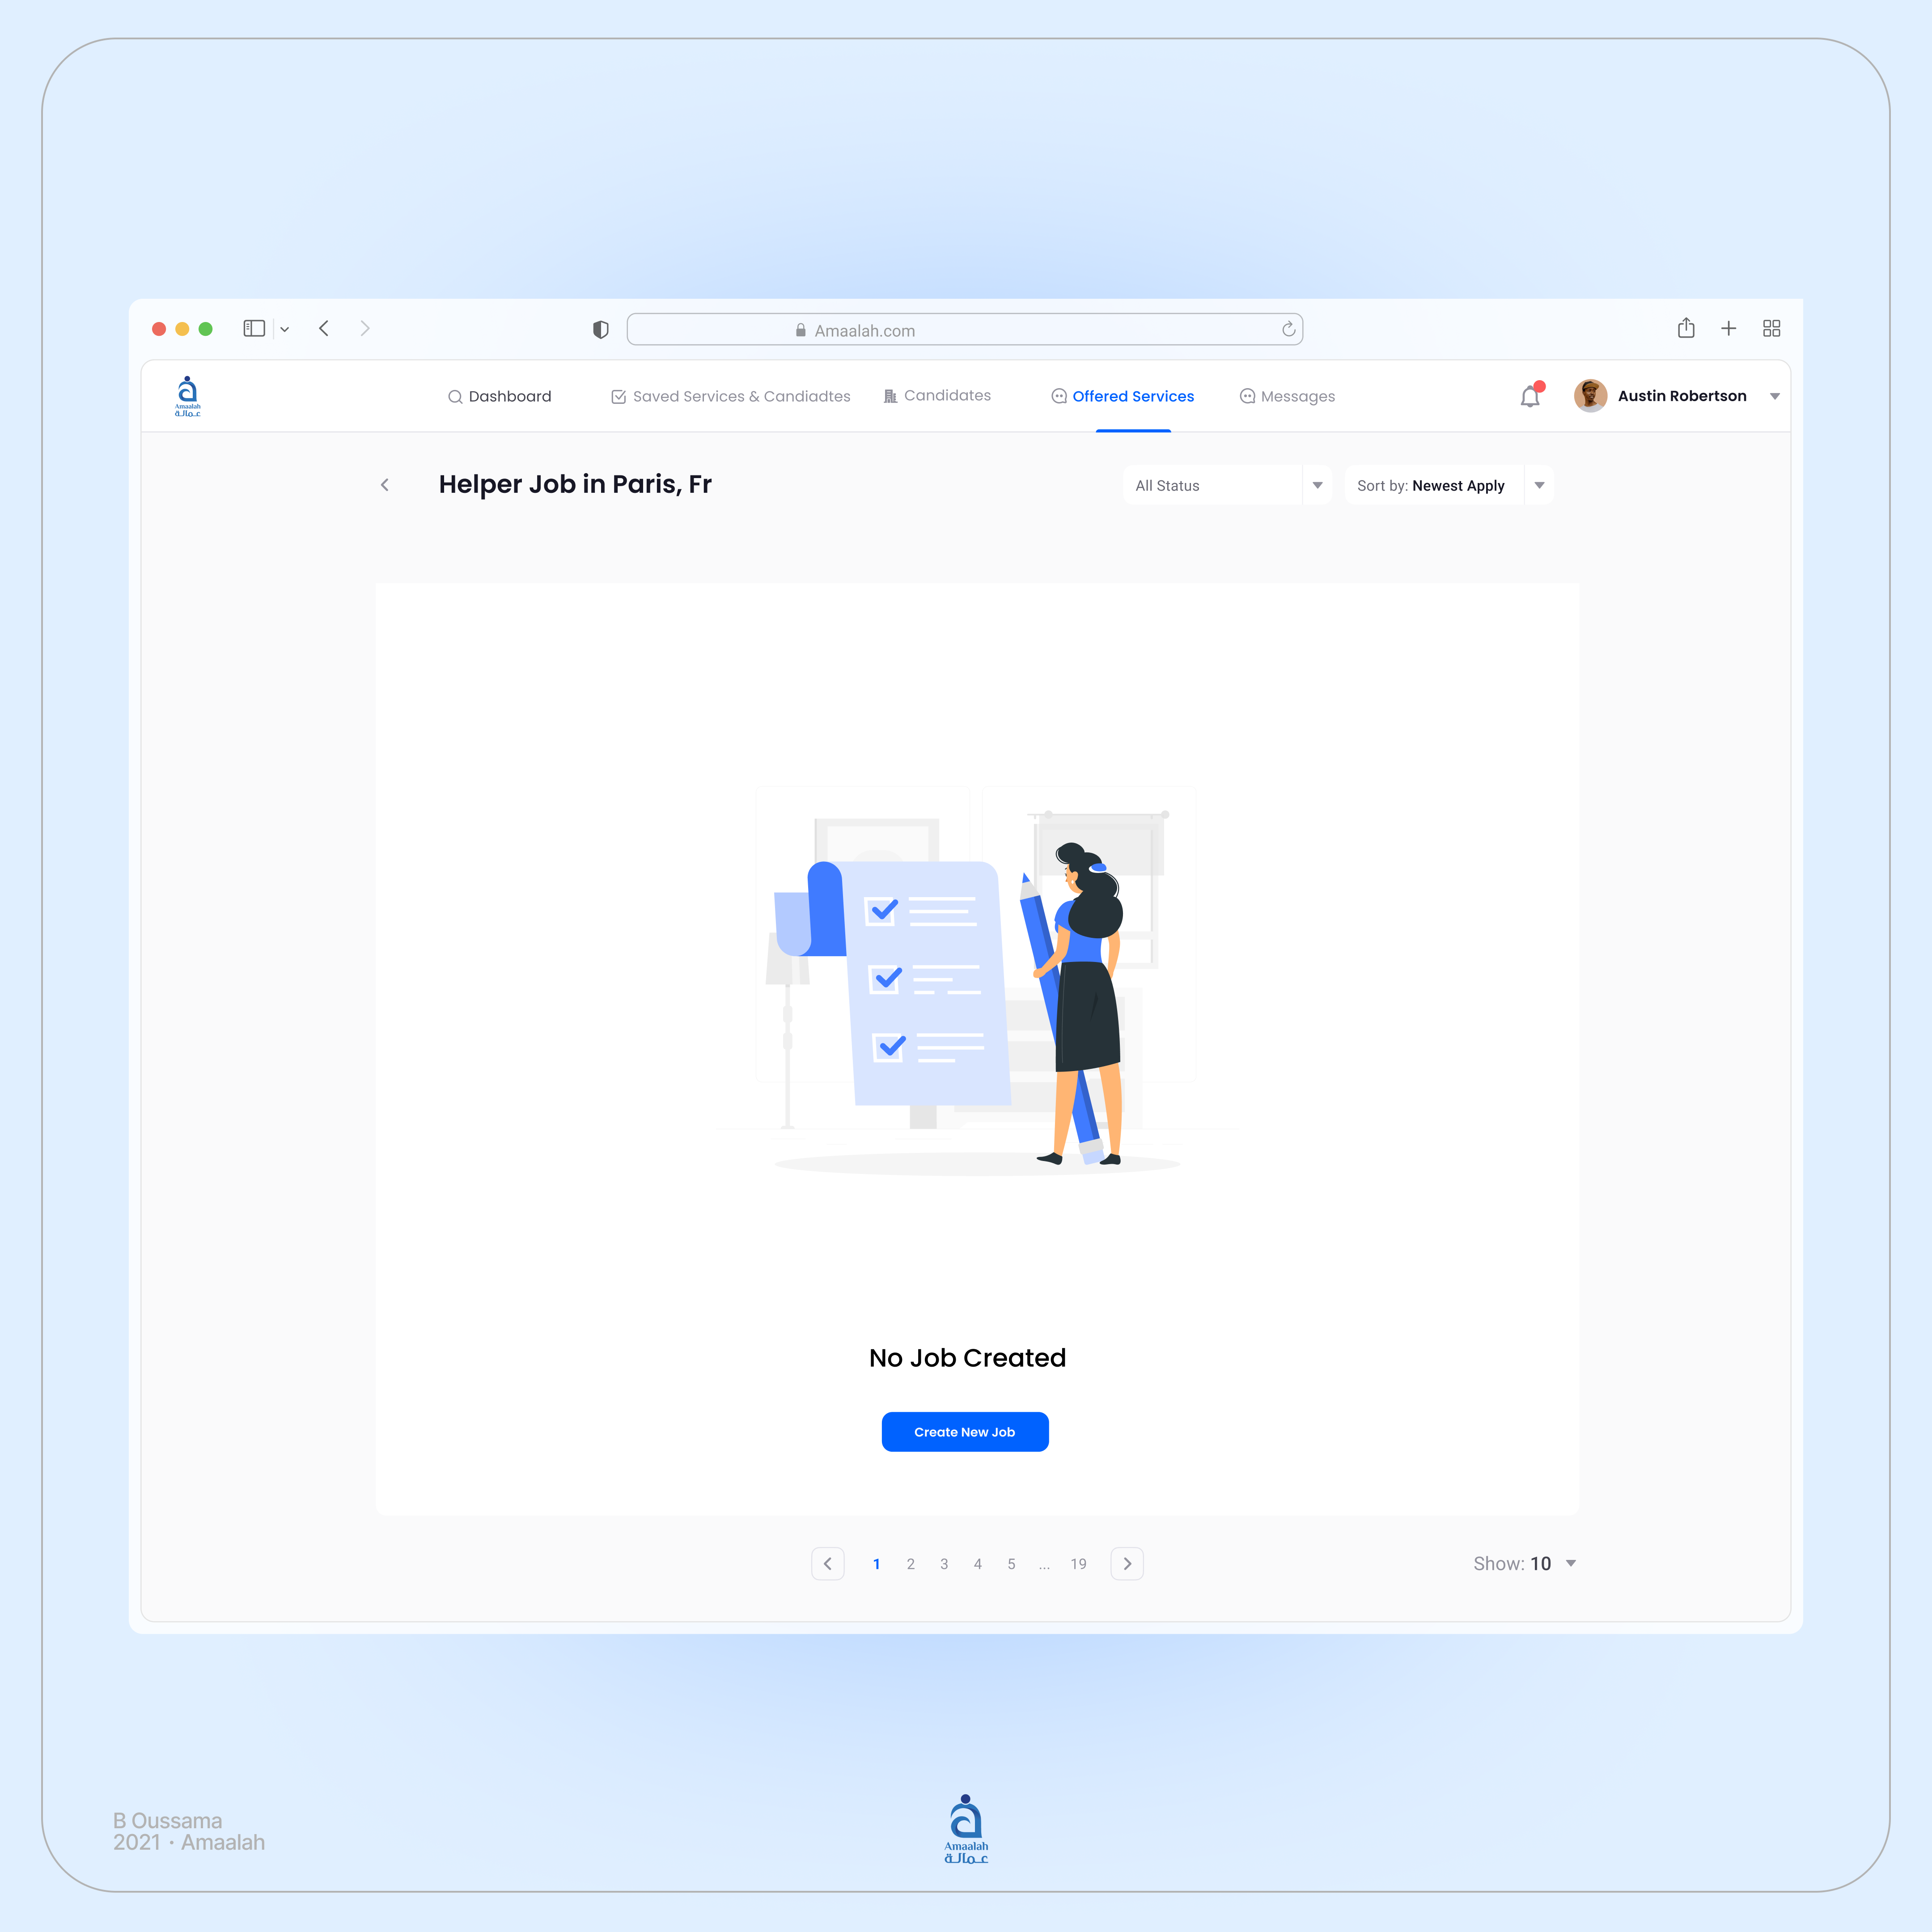 Amaalah.com
Amaalah
عمالة
Dashboard
Saved Services & Candiadtes
Candidates
Offered Services
Messages
Austin Robertson
Helper Job in Paris, Fr
All Status
Sort by: Newest Apply
No Job Created
Create New Job
1 2 3 4 5 ... 19
Show: 10
B Oussama
2021 · Amaalah
Amaalah
عمالة